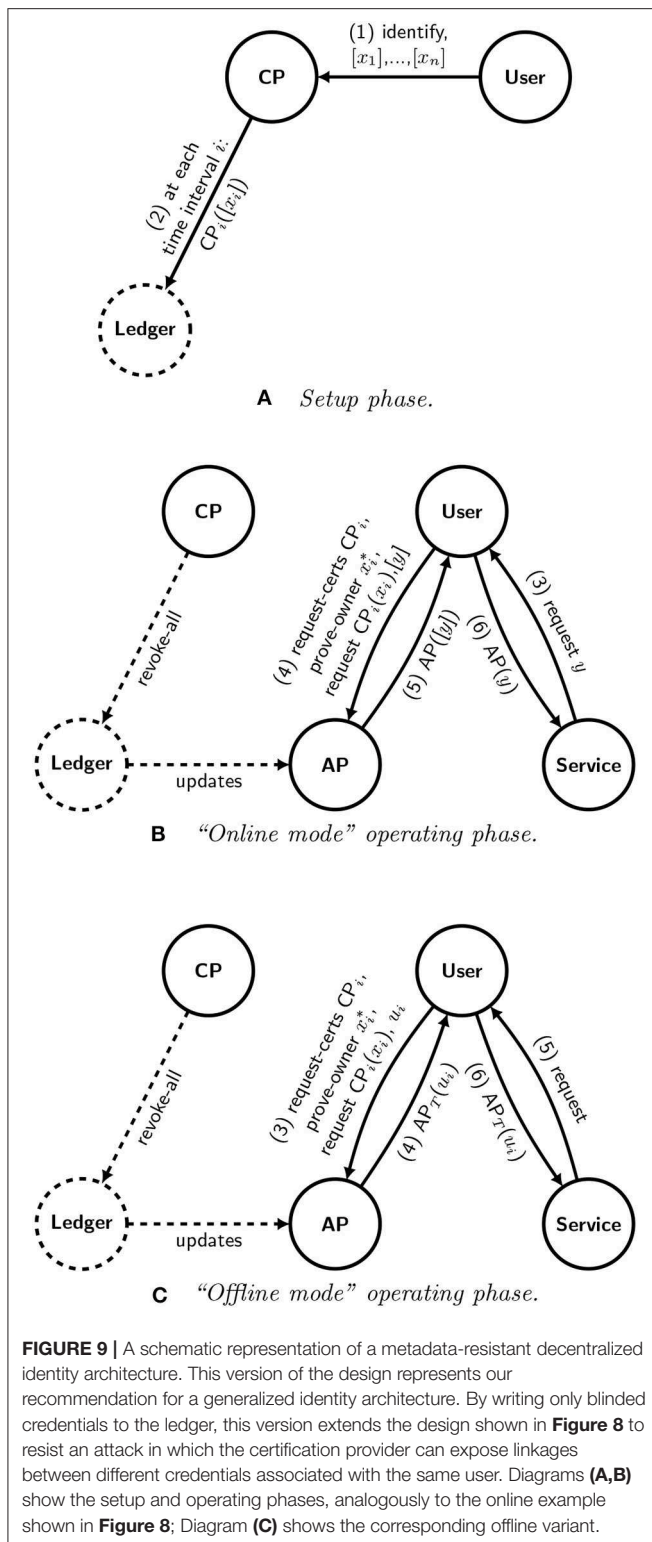 (1) identify,
[x₁],...,[xₙ]
CP
User
(2) at each
time interval i:
CPᵢ([xᵢ])
Ledger
A Setup phase.
CP
User
revoke-all
(4) request-certs CPᵢ,
prove-owner xᵢ*,
request CPᵢ(xᵢ),[y]
(5) AP([y])
(6) AP(y)
(3) request y
Ledger
updates
AP
Service
B “Online mode” operating phase.
CP
User
revoke-all
(3) request-certs CPᵢ,
prove-owner xᵢ*,
request CPᵢ(xᵢ), uᵢ
(4) AP_T(uᵢ)
(6) AP_T(uᵢ)
(5) request
Ledger
updates
AP
Service
C “Offline mode” operating phase.
FIGURE 9 | A schematic representation of a metadata-resistant decentralized
identity architecture. This version of the design represents our
recommendation for a generalized identity architecture. By writing only blinded
credentials to the ledger, this version extends the design shown in Figure 8 to
resist an attack in which the certification provider can expose linkages
between different credentials associated with the same user. Diagrams (A,B)
show the setup and operating phases, analogously to the online example
shown in Figure 8; Diagram (C) shows the corresponding offline variant.